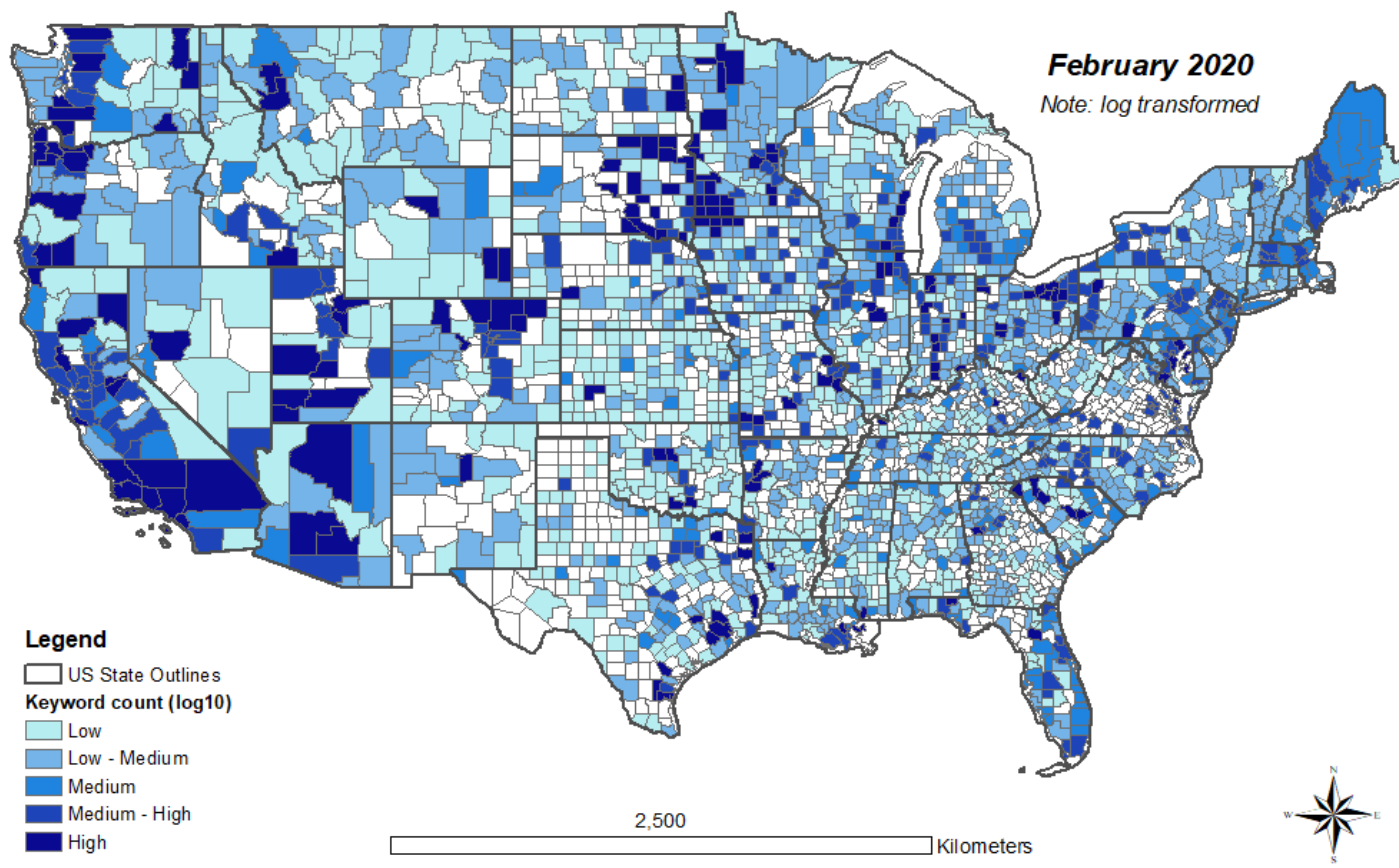 February 2020
Note: log transformed
Legend
US State Outlines
Keyword count (log10)
Low
Low - Medium
Medium
Medium - High
High
2,500
Kilometers
N
W E
S